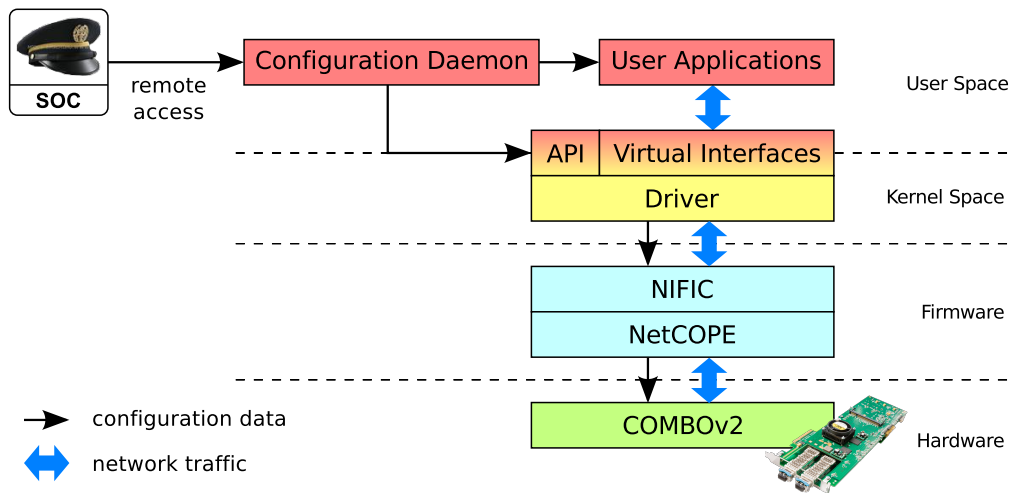 SOC
remote
access
Configuration Daemon
User Applications
User Space
API
Virtual Interfaces
Driver
Kernel Space
NIFIC
NetCOPE
Firmware
COMBOv2
Hardware
configuration data
network traffic